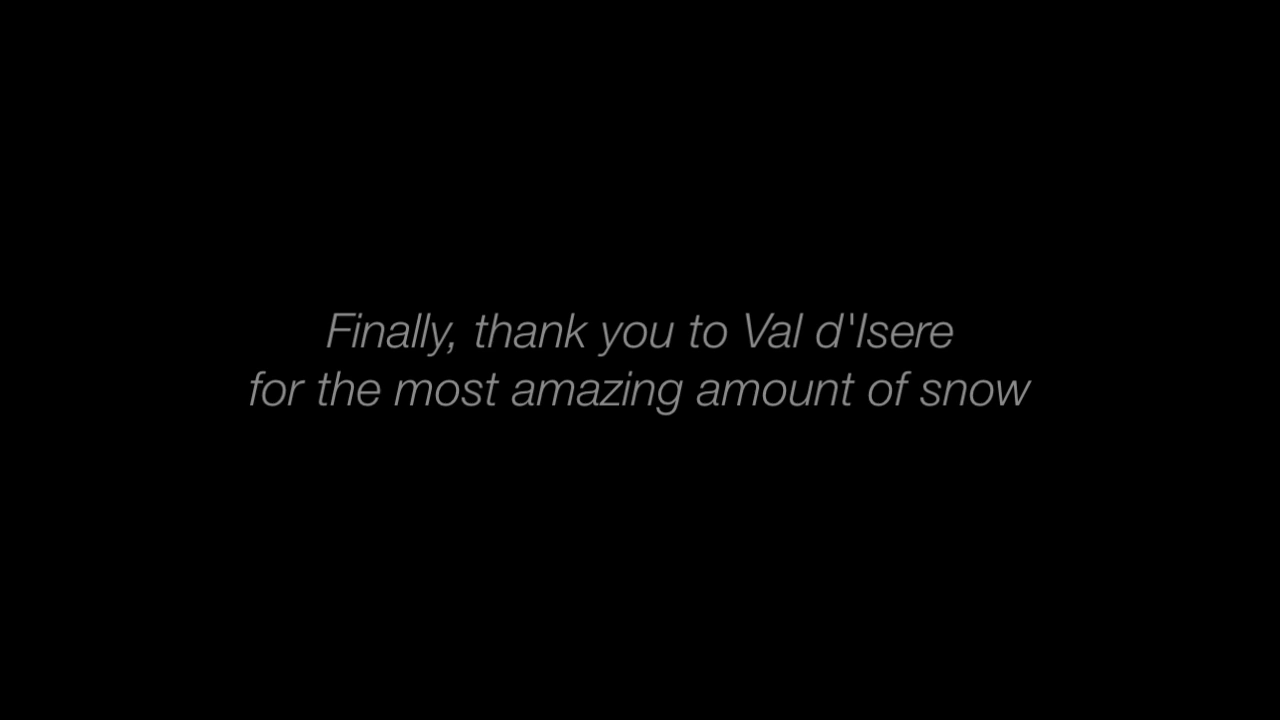 Finally, thank you to Val d'Isere
for the most amazing amount of snow